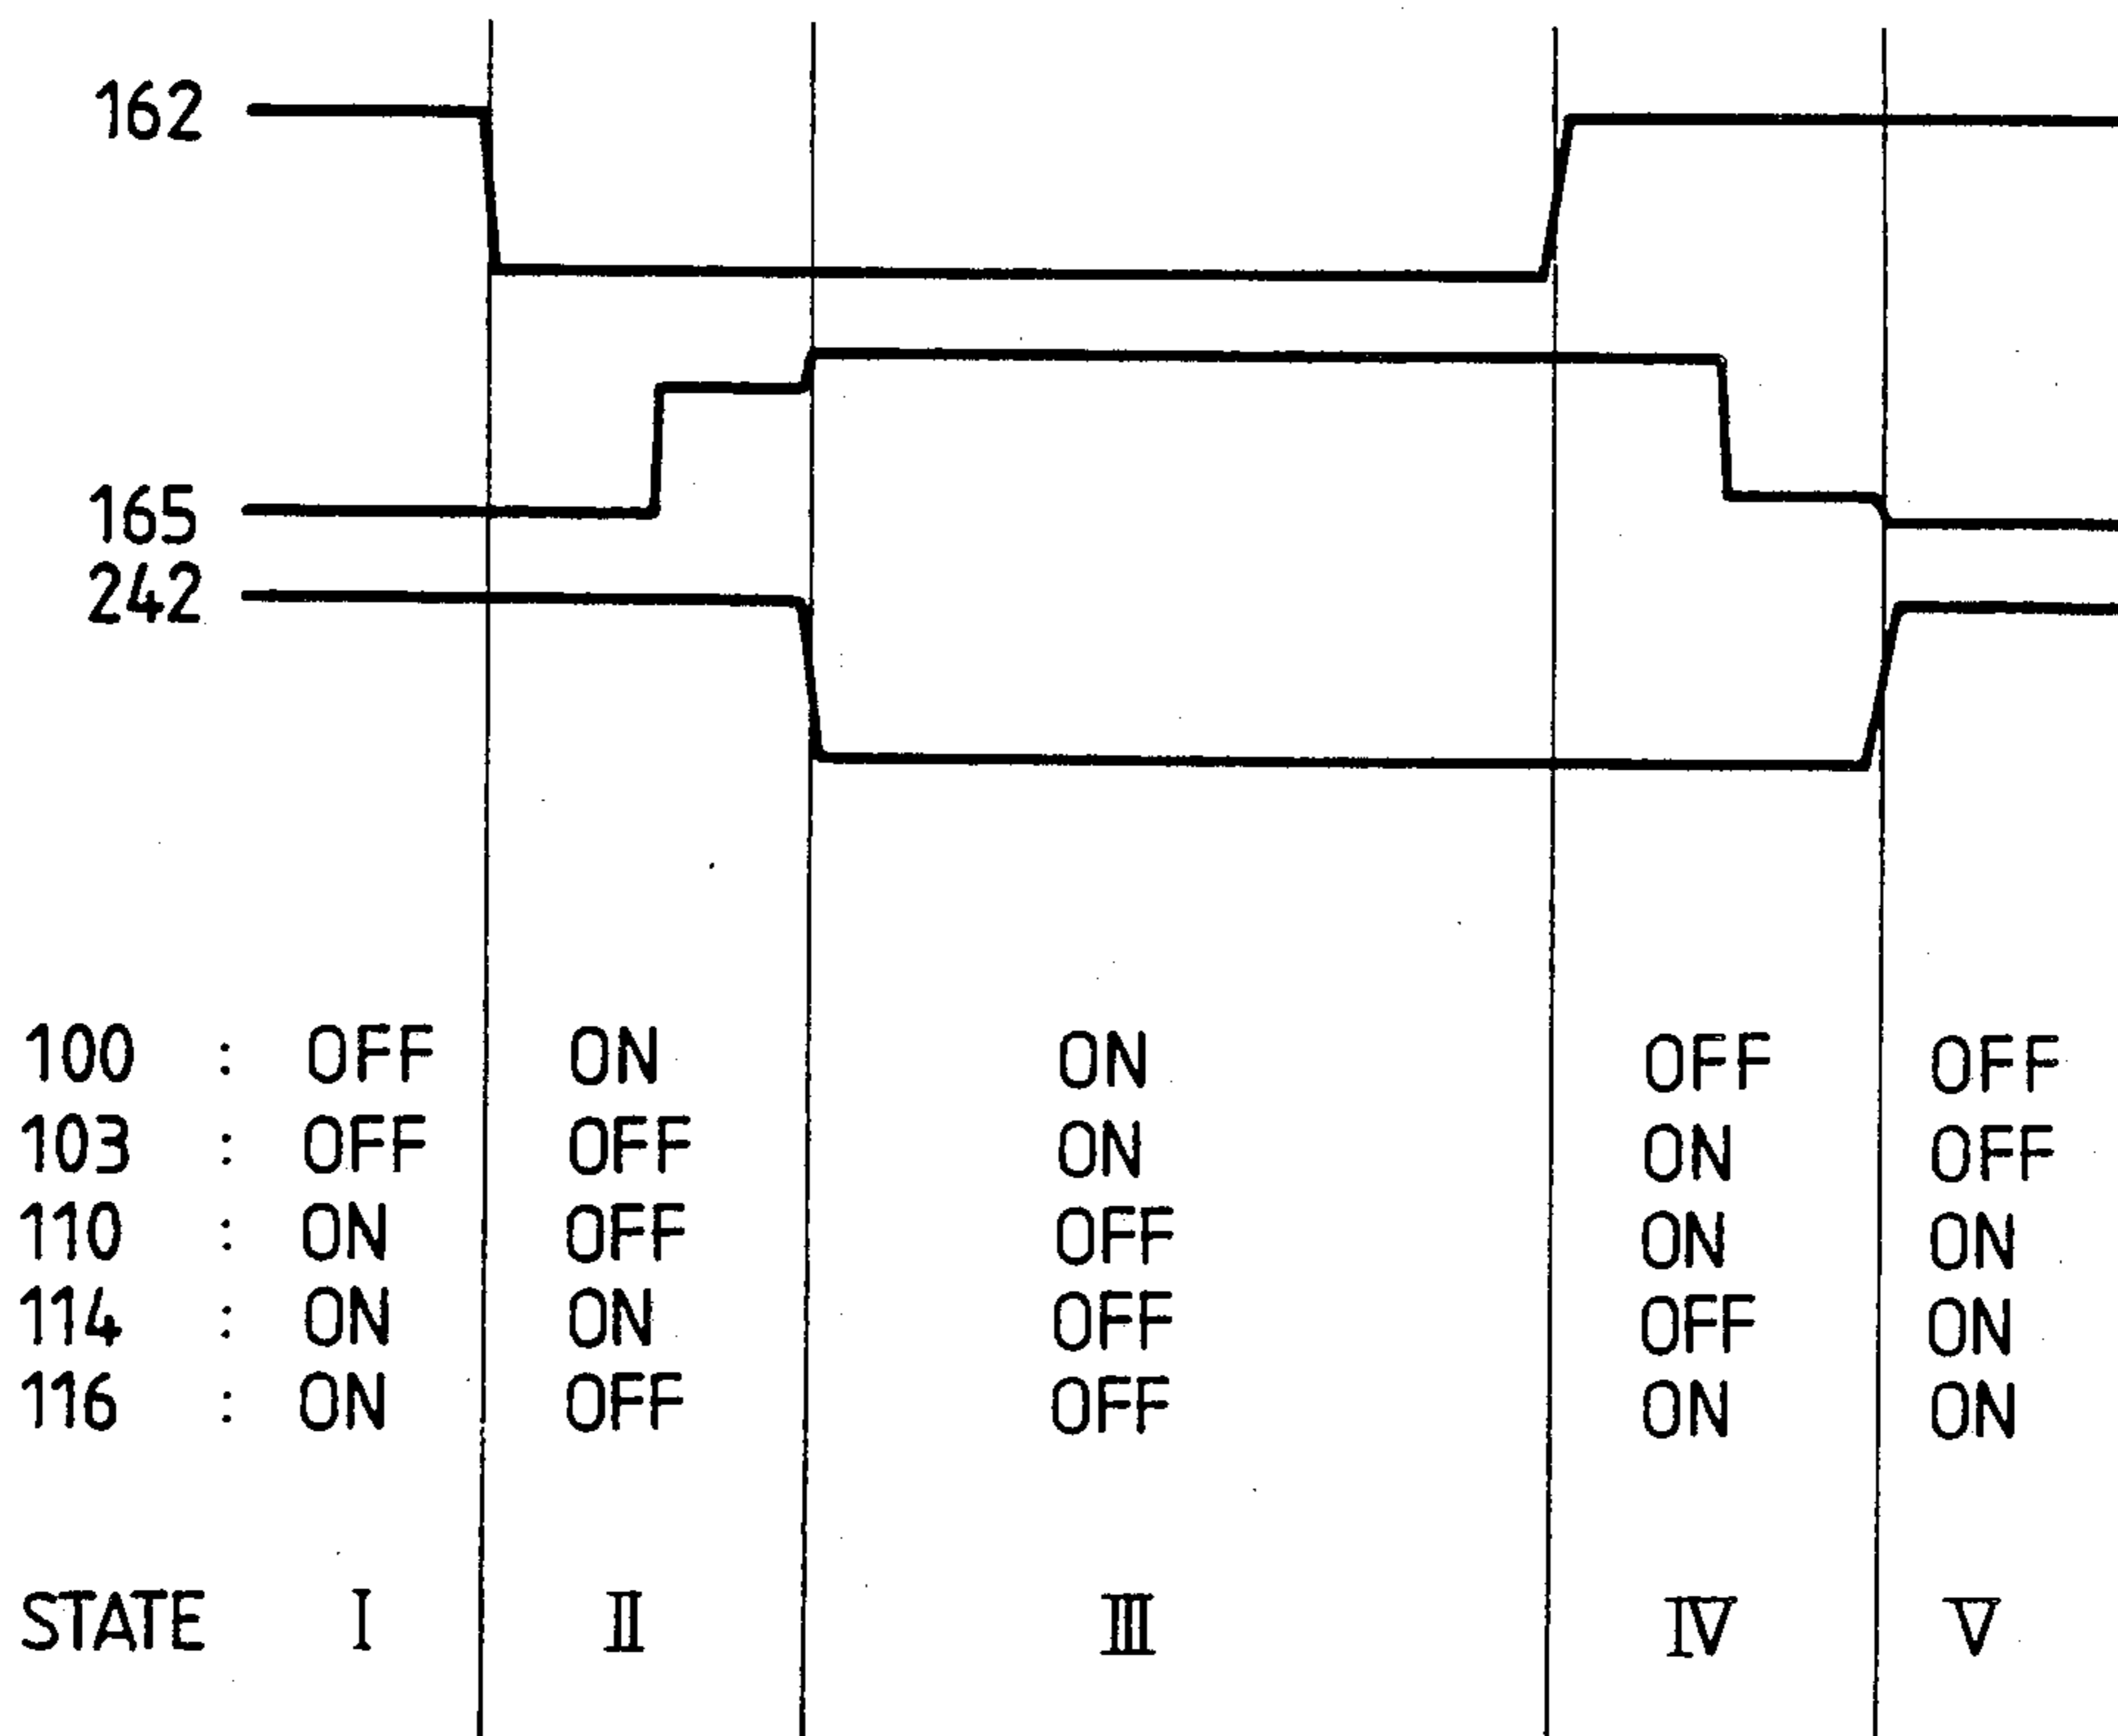 162
165
242
100 : OFF ON ON OFF OFF
103 : OFF OFF ON ON OFF
110 : ON OFF OFF ON ON
114 : ON ON OFF OFF ON
116 : ON OFF OFF ON ON
STATE I II III IV V